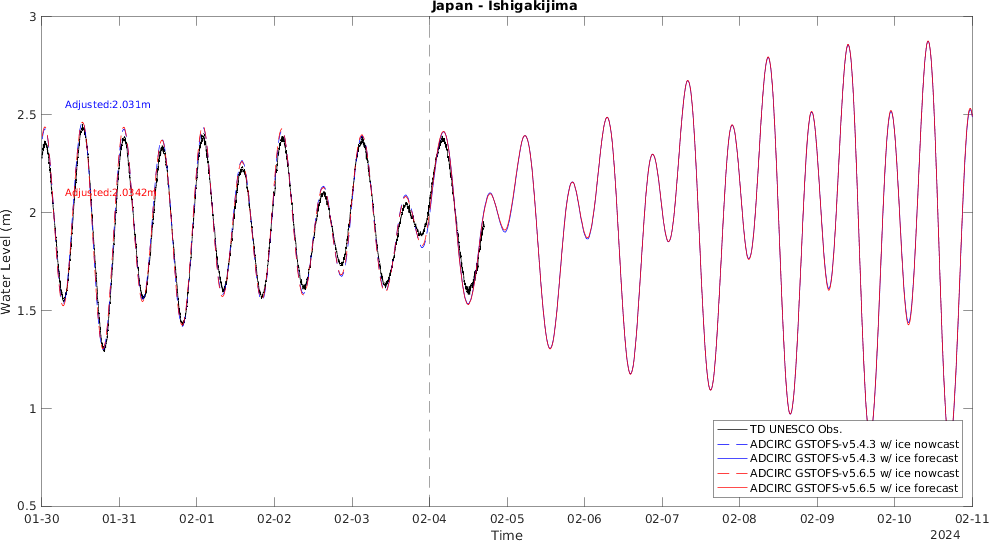 Japan - Ishigakijima
3
2.5
2
1.5
1
0.5
Water Level (m)
Adjusted:2.031m
Adjusted:2.0342m
TD UNESCO Obs.
ADCIRC GSTOFS-v5.4.3 w/ ice nowcast
ADCIRC GSTOFS-v5.4.3 w/ ice forecast
ADCIRC GSTOFS-v5.6.5 w/ ice nowcast
ADCIRC GSTOFS-v5.6.5 w/ ice forecast
01-30 01-31 02-01 02-02 02-03 02-04 02-05 02-06 02-07 02-08 02-09 02-10 02-11
Time
2024